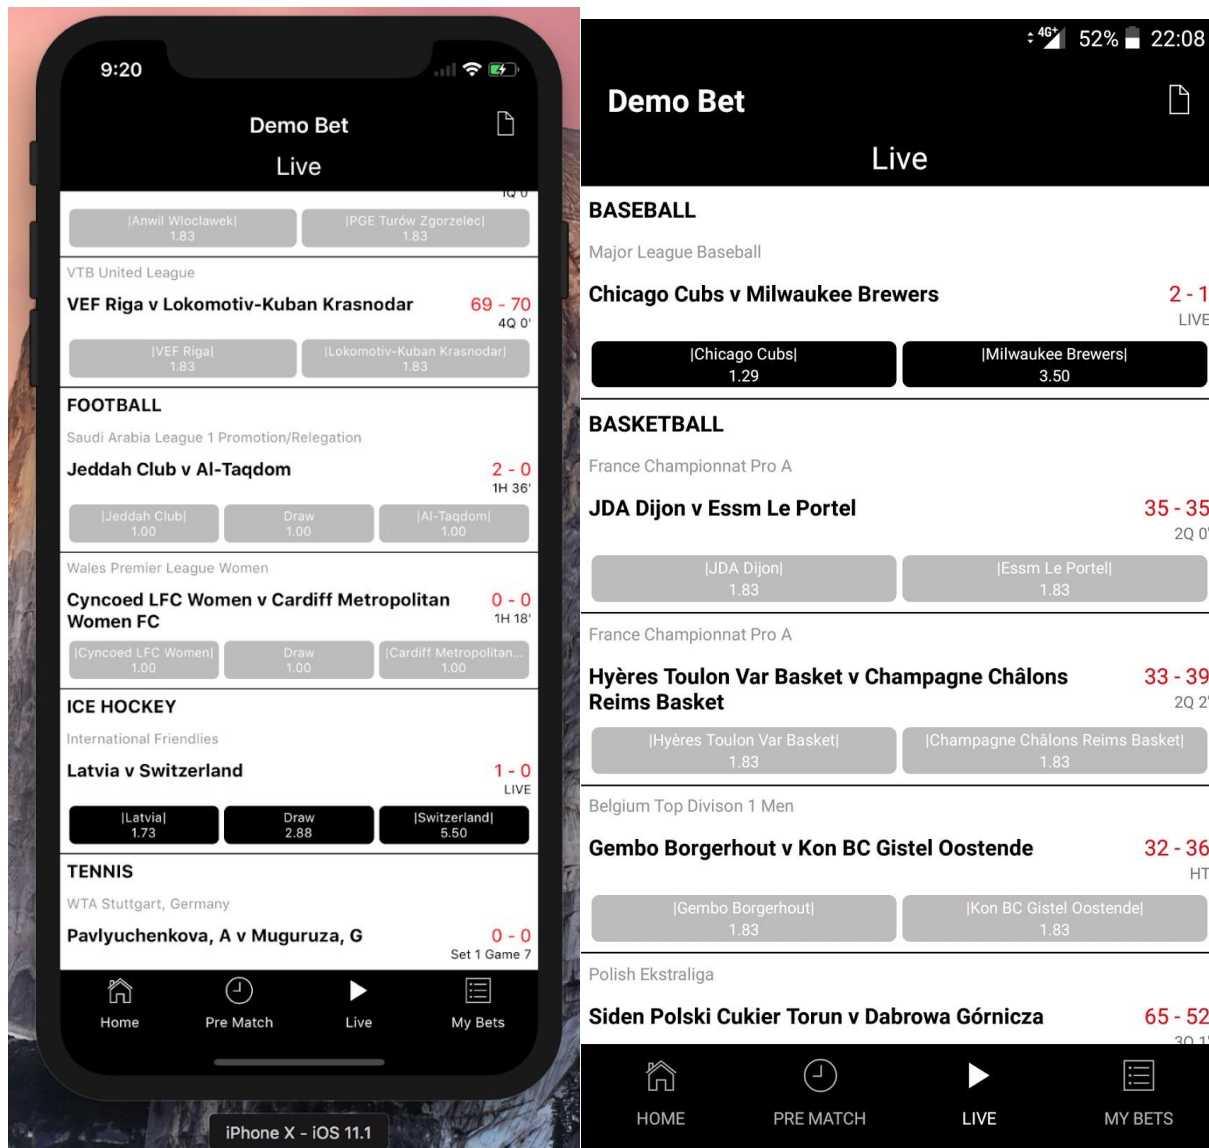 9:20
Demo Bet
Live
1Q 0'
|Anwil Wloclawek|
1.83
|PGE Turów Zgorzelec|
1.83
VTB United League
VEF Riga v Lokomotiv-Kuban Krasnodar
69 - 70
4Q 0'
|VEF Riga|
1.83
|Lokomotiv-Kuban Krasnodar|
1.83
FOOTBALL
Saudi Arabia League 1 Promotion/Relegation
Jeddah Club v Al-Taqdom
2 - 0
1H 36'
|Jeddah Club|
1.00
Draw
1.00
|Al-Taqdom|
1.00
Wales Premier League Women
Cyncoed LFC Women v Cardiff Metropolitan
Women FC
0 - 0
1H 18'
|Cyncoed LFC Women|
1.00
Draw
1.00
|Cardiff Metropolitan...
1.00
ICE HOCKEY
International Friendlies
Latvia v Switzerland
1 - 0
LIVE
|Latvia|
1.73
Draw
2.88
|Switzerland|
5.50
TENNIS
WTA Stuttgart, Germany
Pavlyuchenkova, A v Muguruza, G
0 - 0
Set 1 Game 7
Home
Pre Match
Live
My Bets
iPhone X - iOS 11.1
4G+ 52% 22:08
Demo Bet
Live
BASEBALL
Major League Baseball
Chicago Cubs v Milwaukee Brewers
2 - 1
LIVE
|Chicago Cubs|
1.29
|Milwaukee Brewers|
3.50
BASKETBALL
France Championnat Pro A
JDA Dijon v Essm Le Portel
35 - 35
2Q 0'
|JDA Dijon|
1.83
|Essm Le Portel|
1.83
France Championnat Pro A
Hyères Toulon Var Basket v Champagne Châlons
Reims Basket
33 - 39
2Q 2'
|Hyères Toulon Var Basket|
1.83
|Champagne Châlons Reims Basket|
1.83
Belgium Top Divison 1 Men
Gembo Borgerhout v Kon BC Gistel Oostende
32 - 36
HT
|Gembo Borgerhout|
1.83
|Kon BC Gistel Oostende|
1.83
Polish Ekstraliga
Siden Polski Cukier Torun v Dabrowa Górnicza
65 - 52
3Q 1'
HOME
PRE MATCH
LIVE
MY BETS